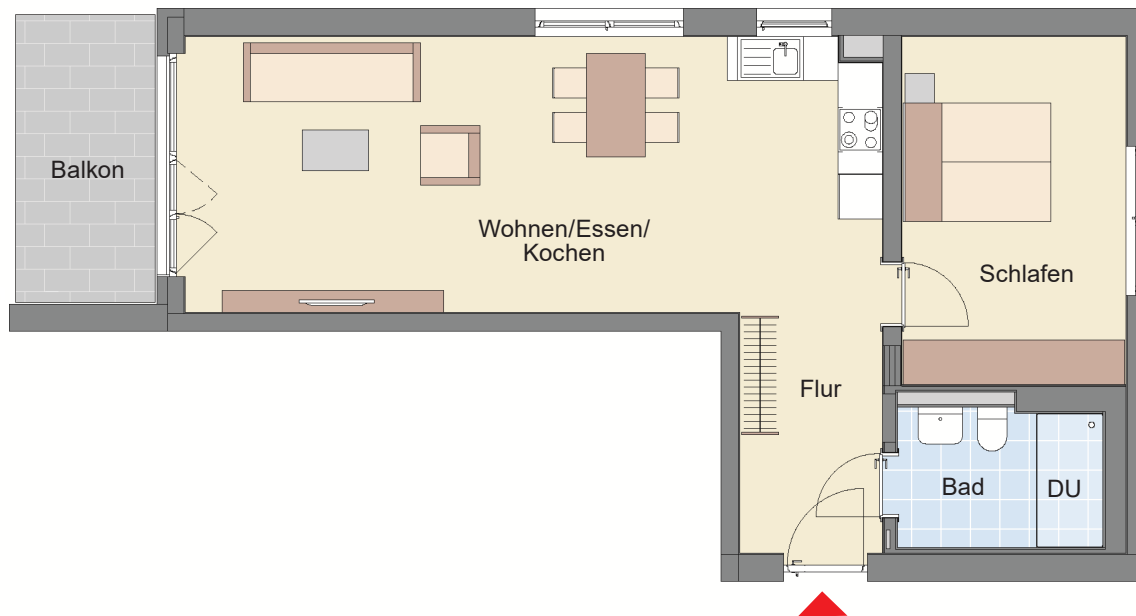 Balkon
Wohnen/Essen/
Kochen
Schlafen
Flur
Bad
DU